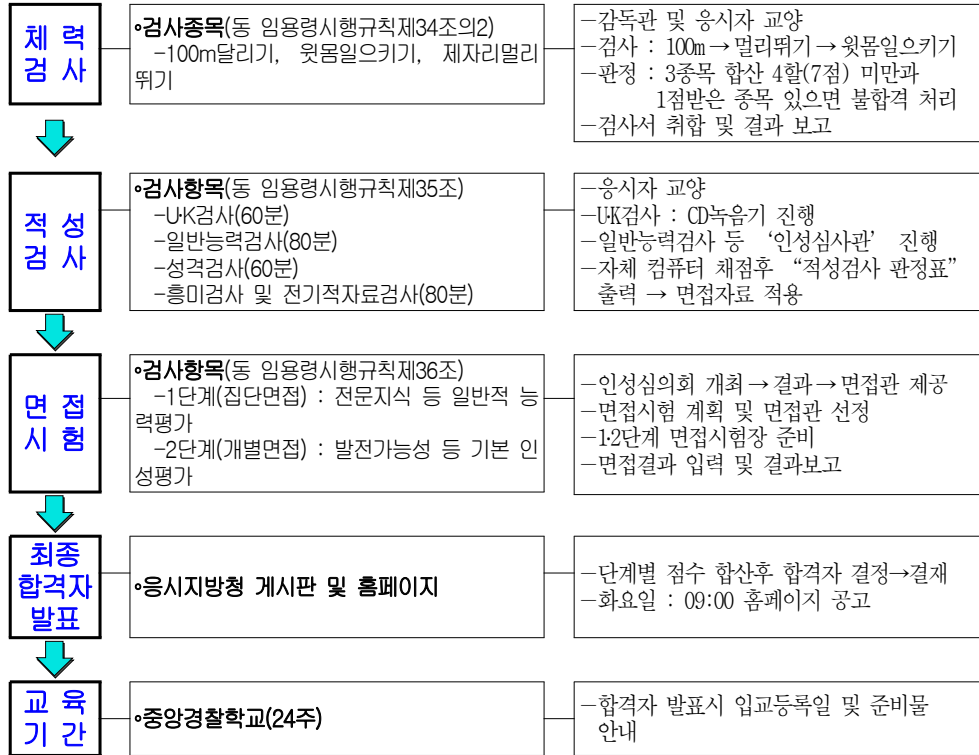 체 력
검 사
∘검사종목(동 임용령시행규칙제34조의2)
-100m달리기, 윗몸일으키기, 제자리멀리
뛰기
-감독관 및 응시자 교양
-검사 : 100m→멀리뛰기→윗몸일으키기
-판정 : 3종목 합산 4할(7점) 미만과
1점받은 종목 있으면 불합격 처리
-검사서 취합 및 결과 보고
적 성
검 사
∘검사항목(동 임용령시행규칙제35조)
-U·K검사(60분)
-일반능력검사(80분)
-성격검사(60분)
-흥미검사 및 전기적자료검사(80분)
-응시자 교양
-U·K검사 : CD녹음기 진행
-일반능력검사 등 ‘인성심사관’ 진행
-자체 컴퓨터 채점후 “적성검사 판정표”
출력 → 면접자료 적용
면 접
시 험
∘검사항목(동 임용령시행규칙제36조)
-1단계(집단면접) : 전문지식 등 일반적 능
력평가
-2단계(개별면접) : 발전가능성 등 기본 인
성평가
-인성심의회 개최→결과→면접관 제공
-면접시험 계획 및 면접관 선정
-1·2단계 면접시험장 준비
-면접결과 입력 및 결과보고
최종
합격자
발표
∘응시지방청 게시판 및 홈페이지
-단계별 점수 합산후 합격자 결정→결재
-화요일 : 09:00 홈페이지 공고
교 육
기 간
∘중앙경찰학교(24주)
-합격자 발표시 입교등록일 및 준비물
안내